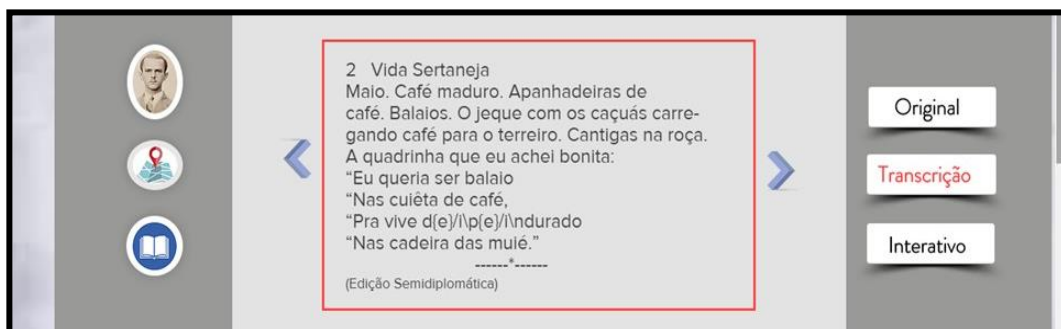 2 Vida Sertaneja
Maio. Café maduro. Apanhadeiras de
café. Balaios. O jeque com os caçuás carre-
gando café para o terreiro. Cantigas na roça.
A quadrinha que eu achei bonita:
“Eu queria ser balaio
“Nas cuiêta de café,
“Pra vive d(e)/i\p(e)/i\ndurado
“Nas cadeira das muié.”
------*------
(Edição Semidiplomática)
Original
Transcrição
Interativo